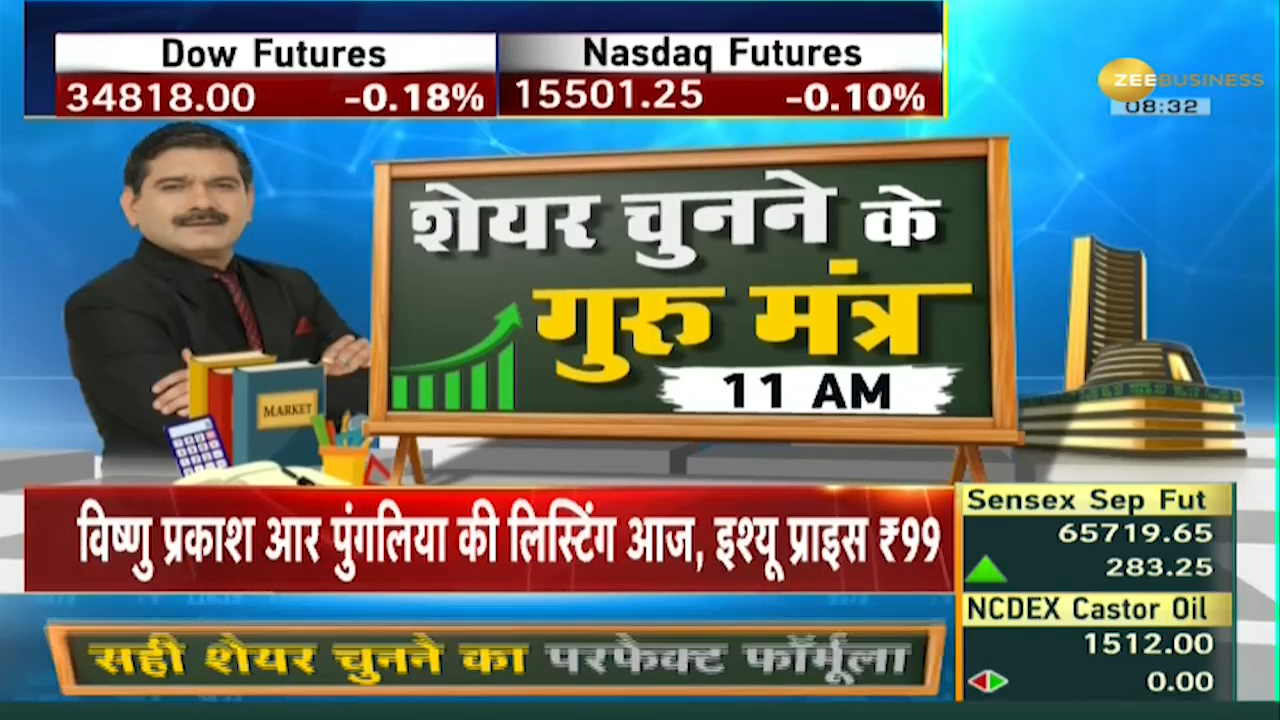 Dow Futures
34818.00 -0.18%
Nasdaq Futures
15501.25 -0.10%
ZEEBUSINESS
08:32
शेयर चुनने के
गुरु मंत्र
11 AM
MARKET
विष्णु प्रकाश आर पुंगलिया की लिस्टिंग आज, इश्यू प्राइस ₹99
सही शेयर चुनने का परफेक्ट फॉर्मूला
Sensex Sep Fut
65719.65
283.25
NCDEX Castor Oil
1512.00
0.00